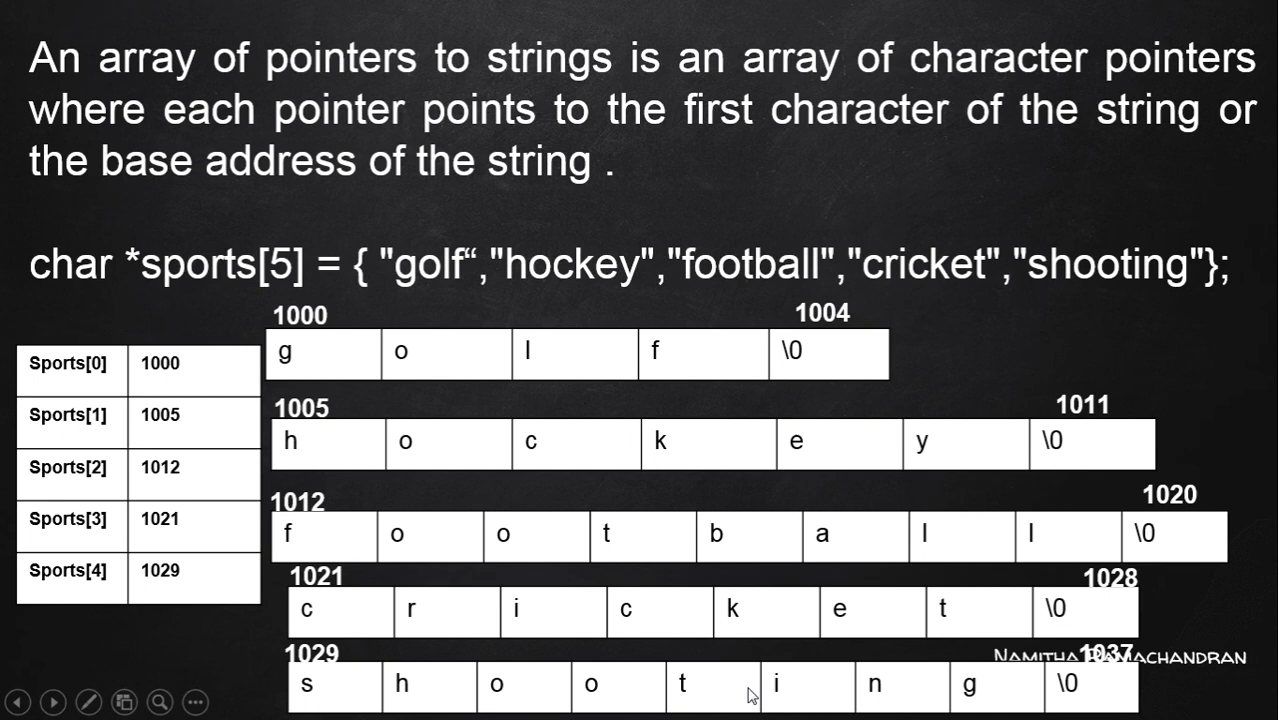 An array of pointers to strings is an array of character pointers
where each pointer points to the first character of the string or
the base address of the string .
char *sports[5] = { "golf“,"hockey","football","cricket","shooting"};
1000 1004
g o l f \0
Sports[0] 1000
Sports[1] 1005
Sports[2] 1012
Sports[3] 1021
Sports[4] 1029
1005 1011
h o c k e y \0
1012 1020
f o o t b a l l \0
1021 1028
c r i c k e t \0
1029 1037
NAMITHA RAMACHANDRAN
s h o o t i n g \0